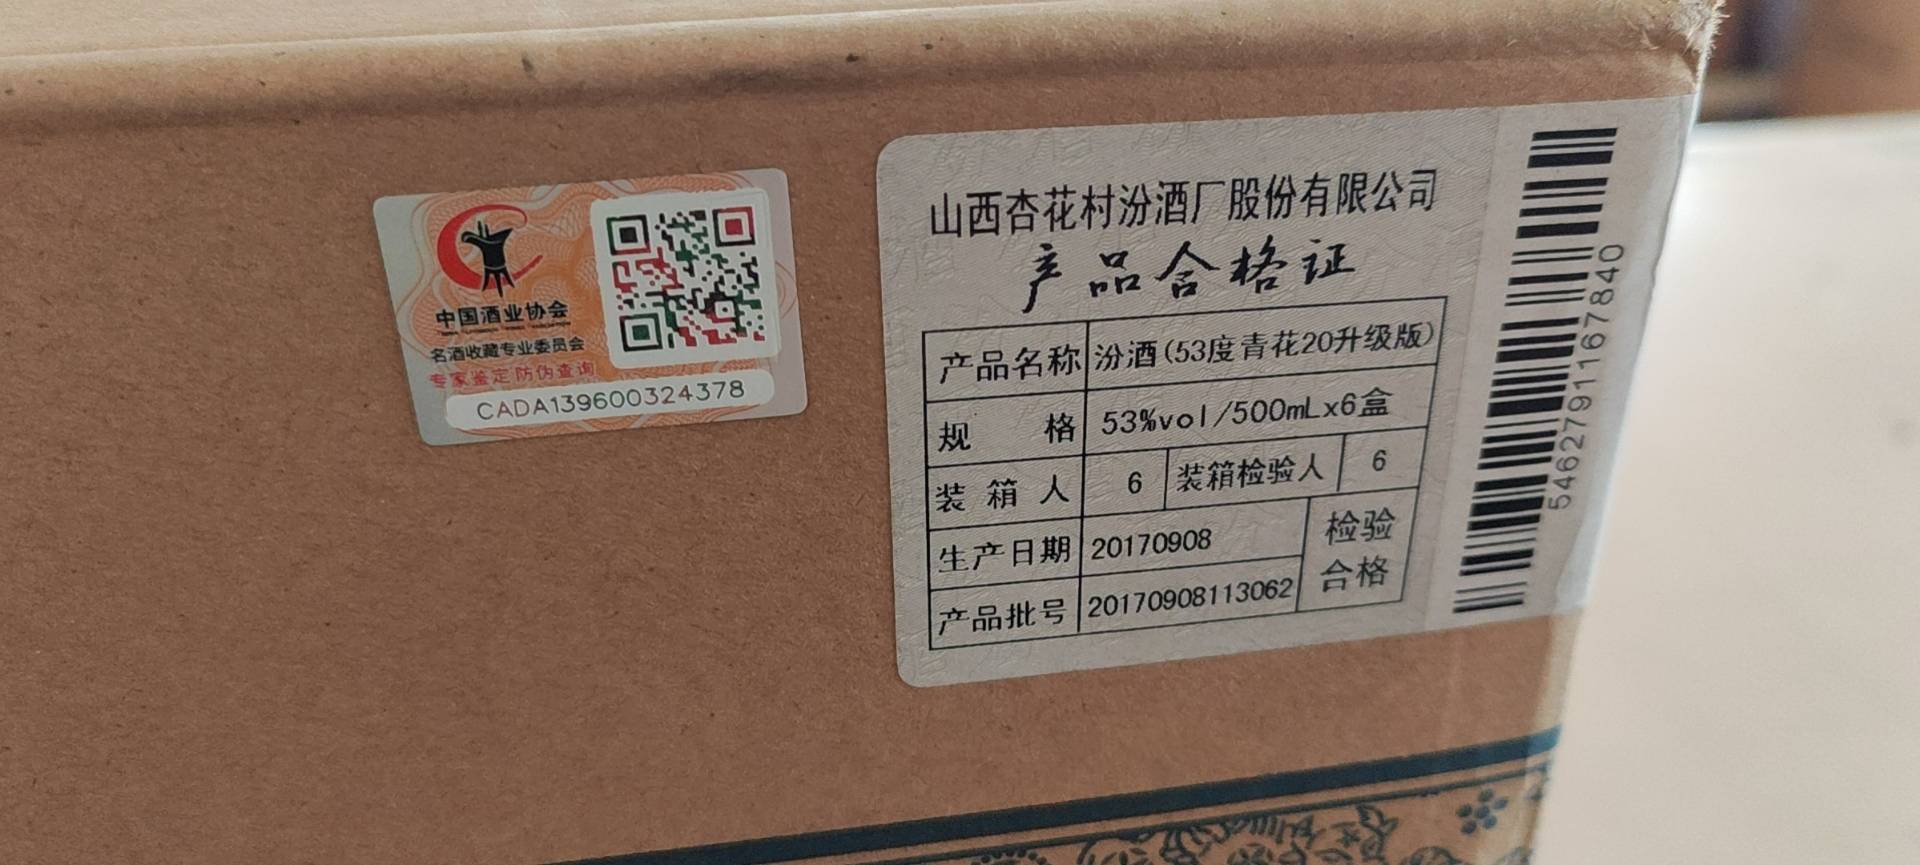 中国酒业协会
名酒收藏专业委员会
专家鉴定 防伪查询
CADA139600324378
山西杏花村汾酒厂股份有限公司
产品合格证
产品名称 汾酒(53度青花20升级版)
规 格 53%vol/500mLx6盒
装 箱 人 6 装箱检验人 6
生产日期 20170908
检验
合格
产品批号 20170908113062
5462791167840